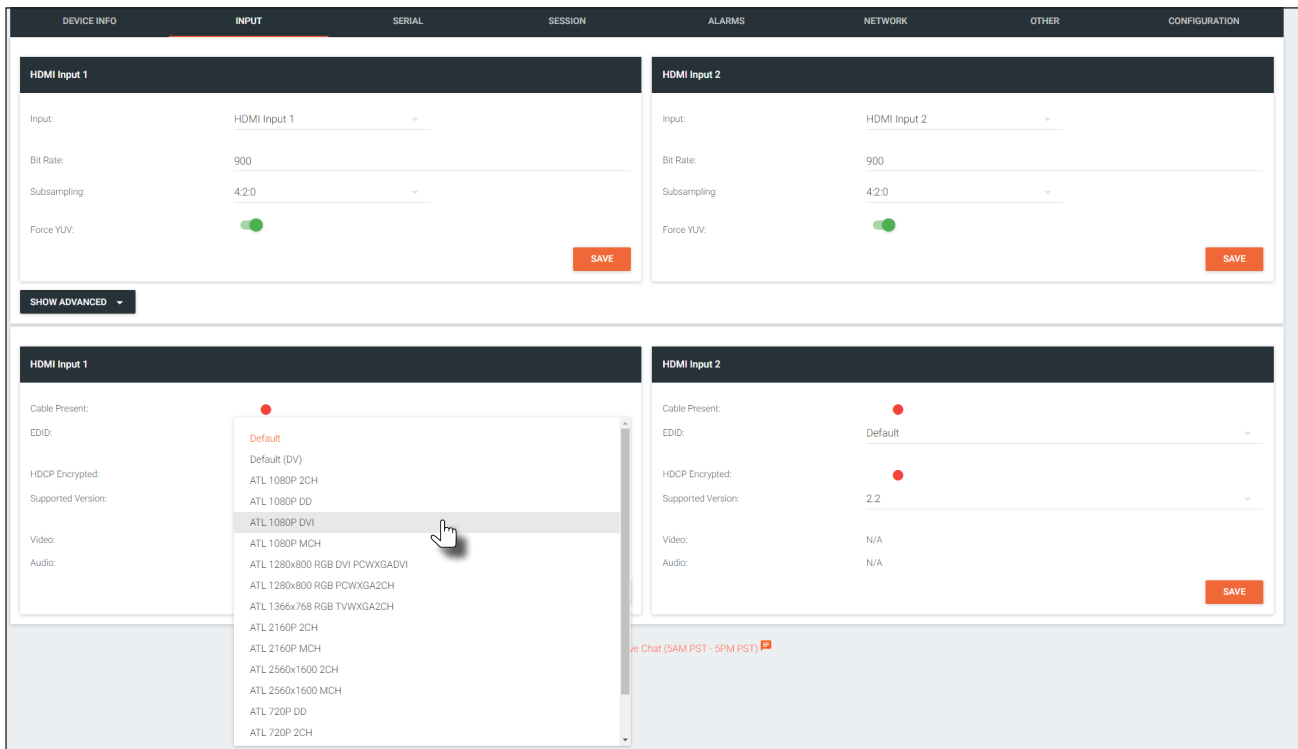 DEVICE INFO INPUT SERIAL SESSION ALARMS NETWORK OTHER CONFIGURATION
HDMI Input 1
Input: HDMI Input 1
Bit Rate: 900
Subsampling: 4:2:0
Force YUV:
SAVE
HDMI Input 2
Input: HDMI Input 2
Bit Rate: 900
Subsampling: 4:2:0
Force YUV:
SAVE
SHOW ADVANCED
HDMI Input 1
Cable Present:
EDID:
HDCP Encrypted:
Supported Version:
Video:
Audio:
Default
Default (DV)
ATL 1080P 2CH
ATL 1080P DD
ATL 1080P DVI
ATL 1080P MCH
ATL 1280x800 RGB DVI PCWXGADVI
ATL 1280x800 RGB PCWXGA2CH
ATL 1366x768 RGB TVWXGA2CH
ATL 2160P 2CH
ATL 2160P MCH
ATL 2560x1600 2CH
ATL 2560x1600 MCH
ATL 720P DD
ATL 720P 2CH
HDMI Input 2
Cable Present:
EDID: Default
HDCP Encrypted:
Supported Version: 2.2
Video: N/A
Audio: N/A
SAVE
Chat (5AM PST - 5PM PST)